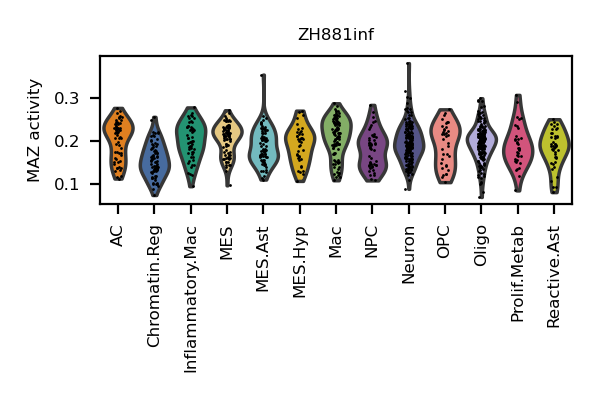 ZH881inf
MAZ activity
0.3
0.2
0.1
AC
Chromatin.Reg
Inflammatory.Mac
MES
MES.Ast
MES.Hyp
Mac
NPC
Neuron
OPC
Oligo
Prolif.Metab
Reactive.Ast